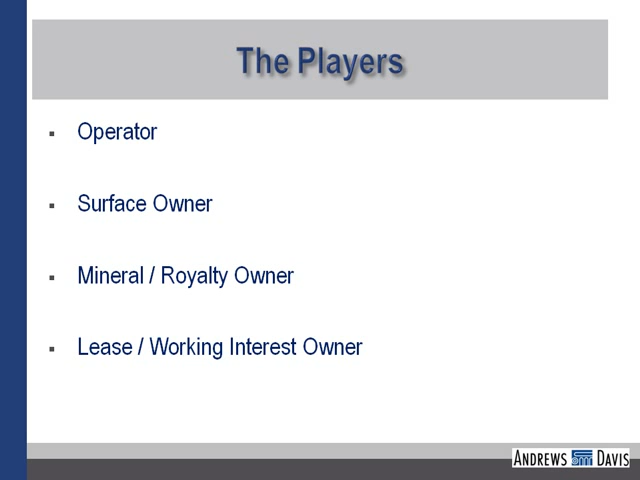 The Players
Operator
Surface Owner
Mineral / Royalty Owner
Lease / Working Interest Owner
ANDREWS DAVIS